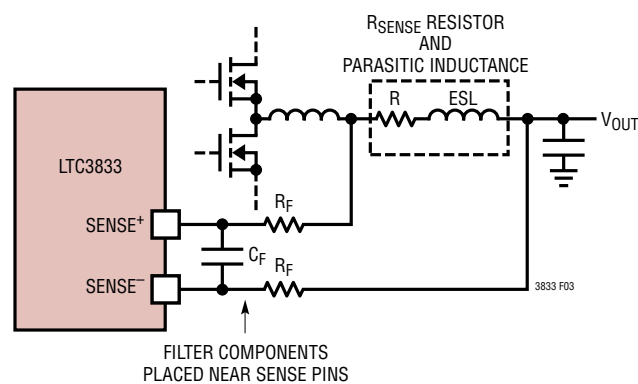 RSENSE RESISTOR
AND
PARASITIC INDUCTANCE
R
ESL
VOUT
LTC3833
SENSE+
RF
CF
SENSE–
RF
3833 F03
FILTER COMPONENTS
PLACED NEAR SENSE PINS